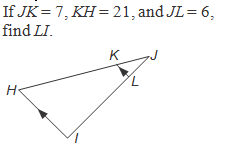 If JK = 7, KH = 21, and JL = 6,
find LI.
K
J
L
H
I